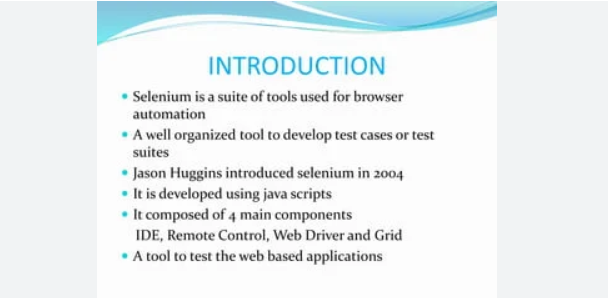 INTRODUCTION
• Selenium is a suite of tools used for browser
automation
• A well organized tool to develop test cases or test
suites
• Jason Huggins introduced selenium in 2004
• It is developed using java scripts
• It composed of 4 main components
IDE, Remote Control, Web Driver and Grid
• A tool to test the web based applications